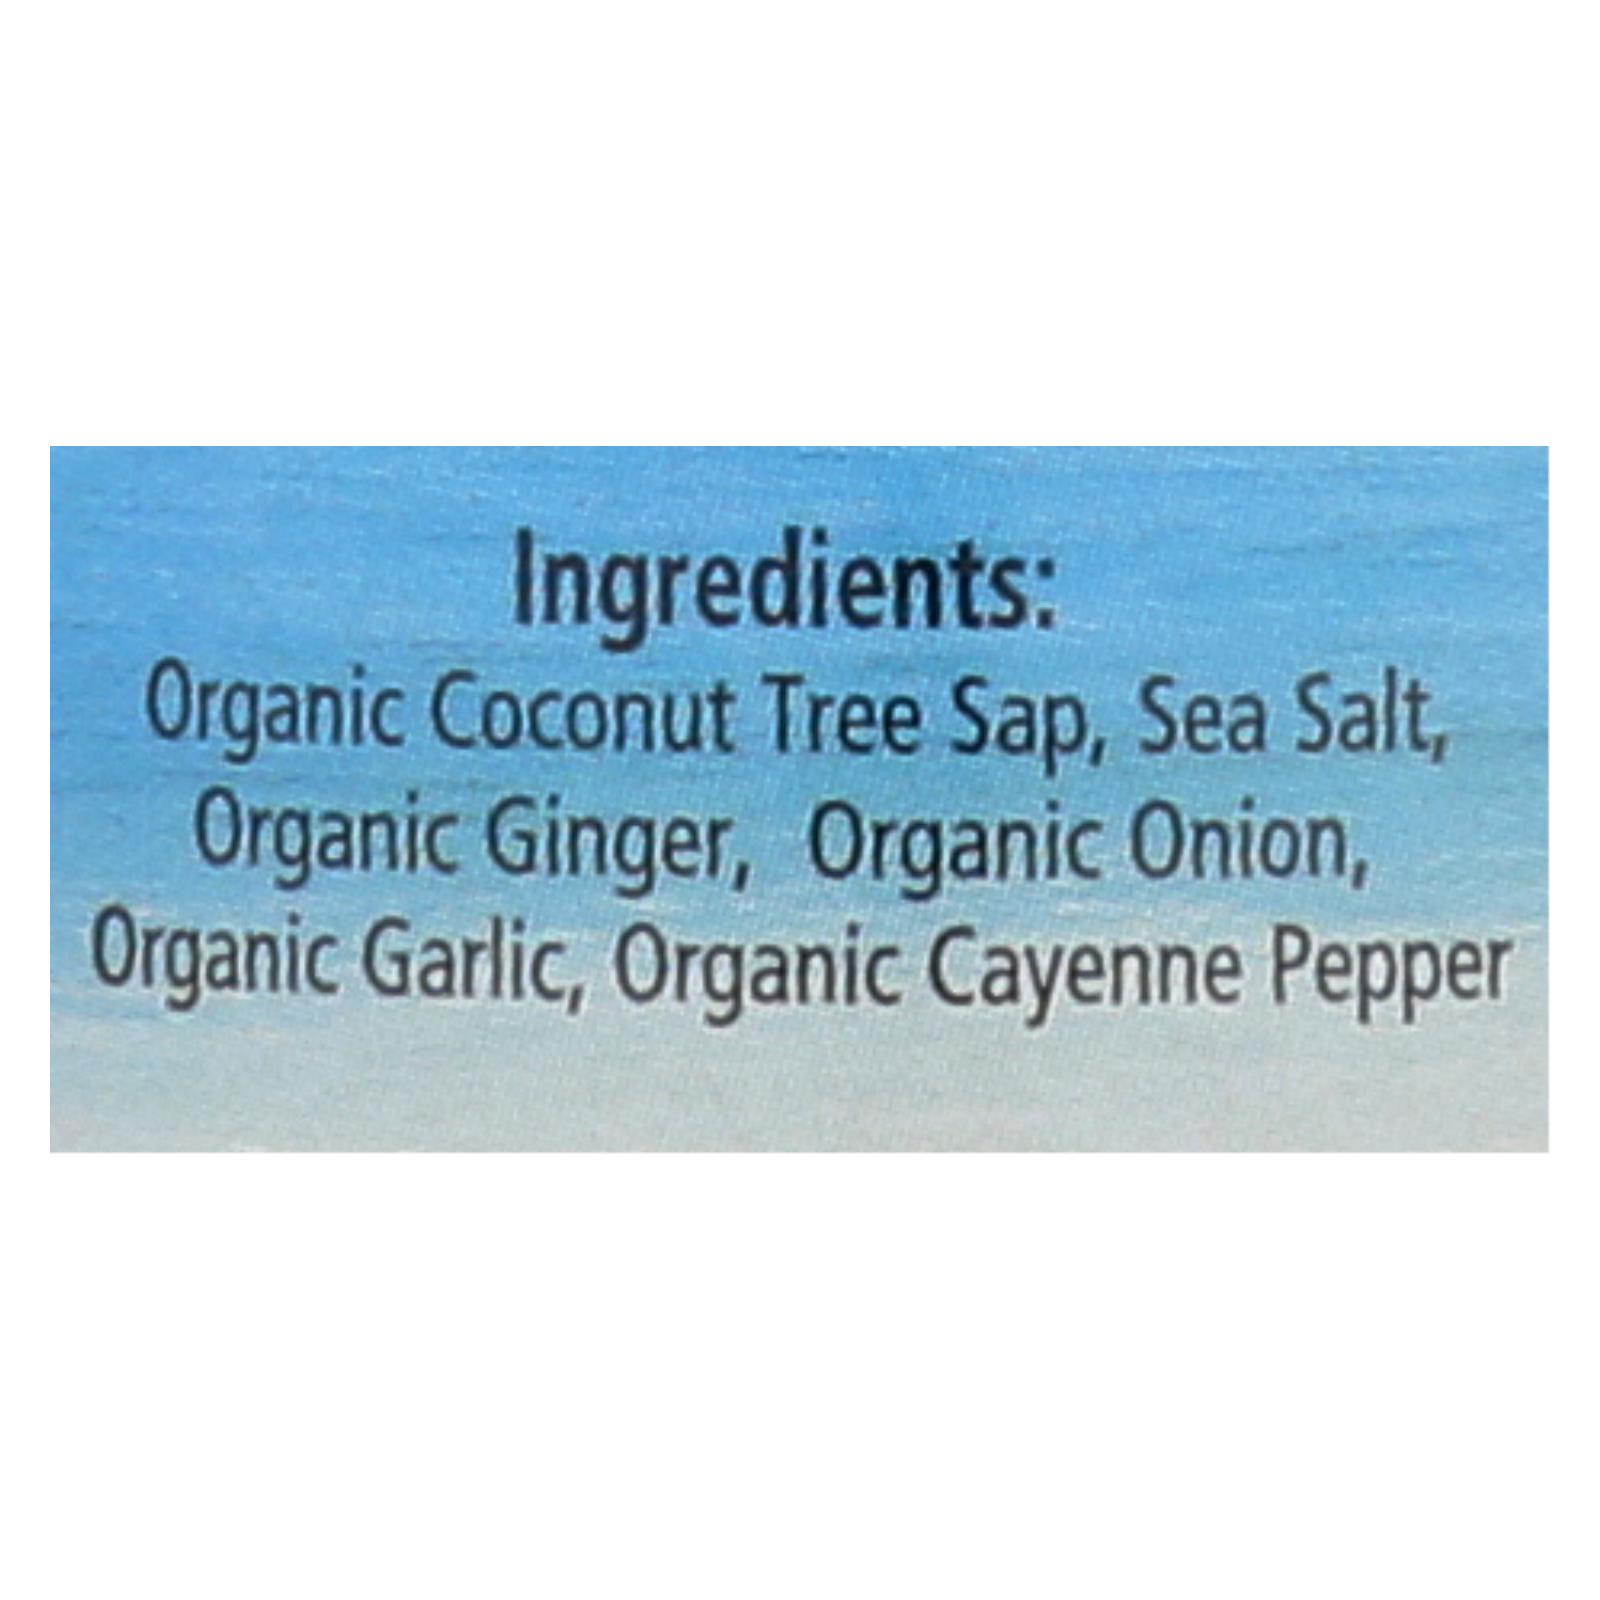 Ingredients:
Organic Coconut Tree Sap, Sea Salt,
Organic Ginger, Organic Onion,
Organic Garlic, Organic Cayenne Pepper